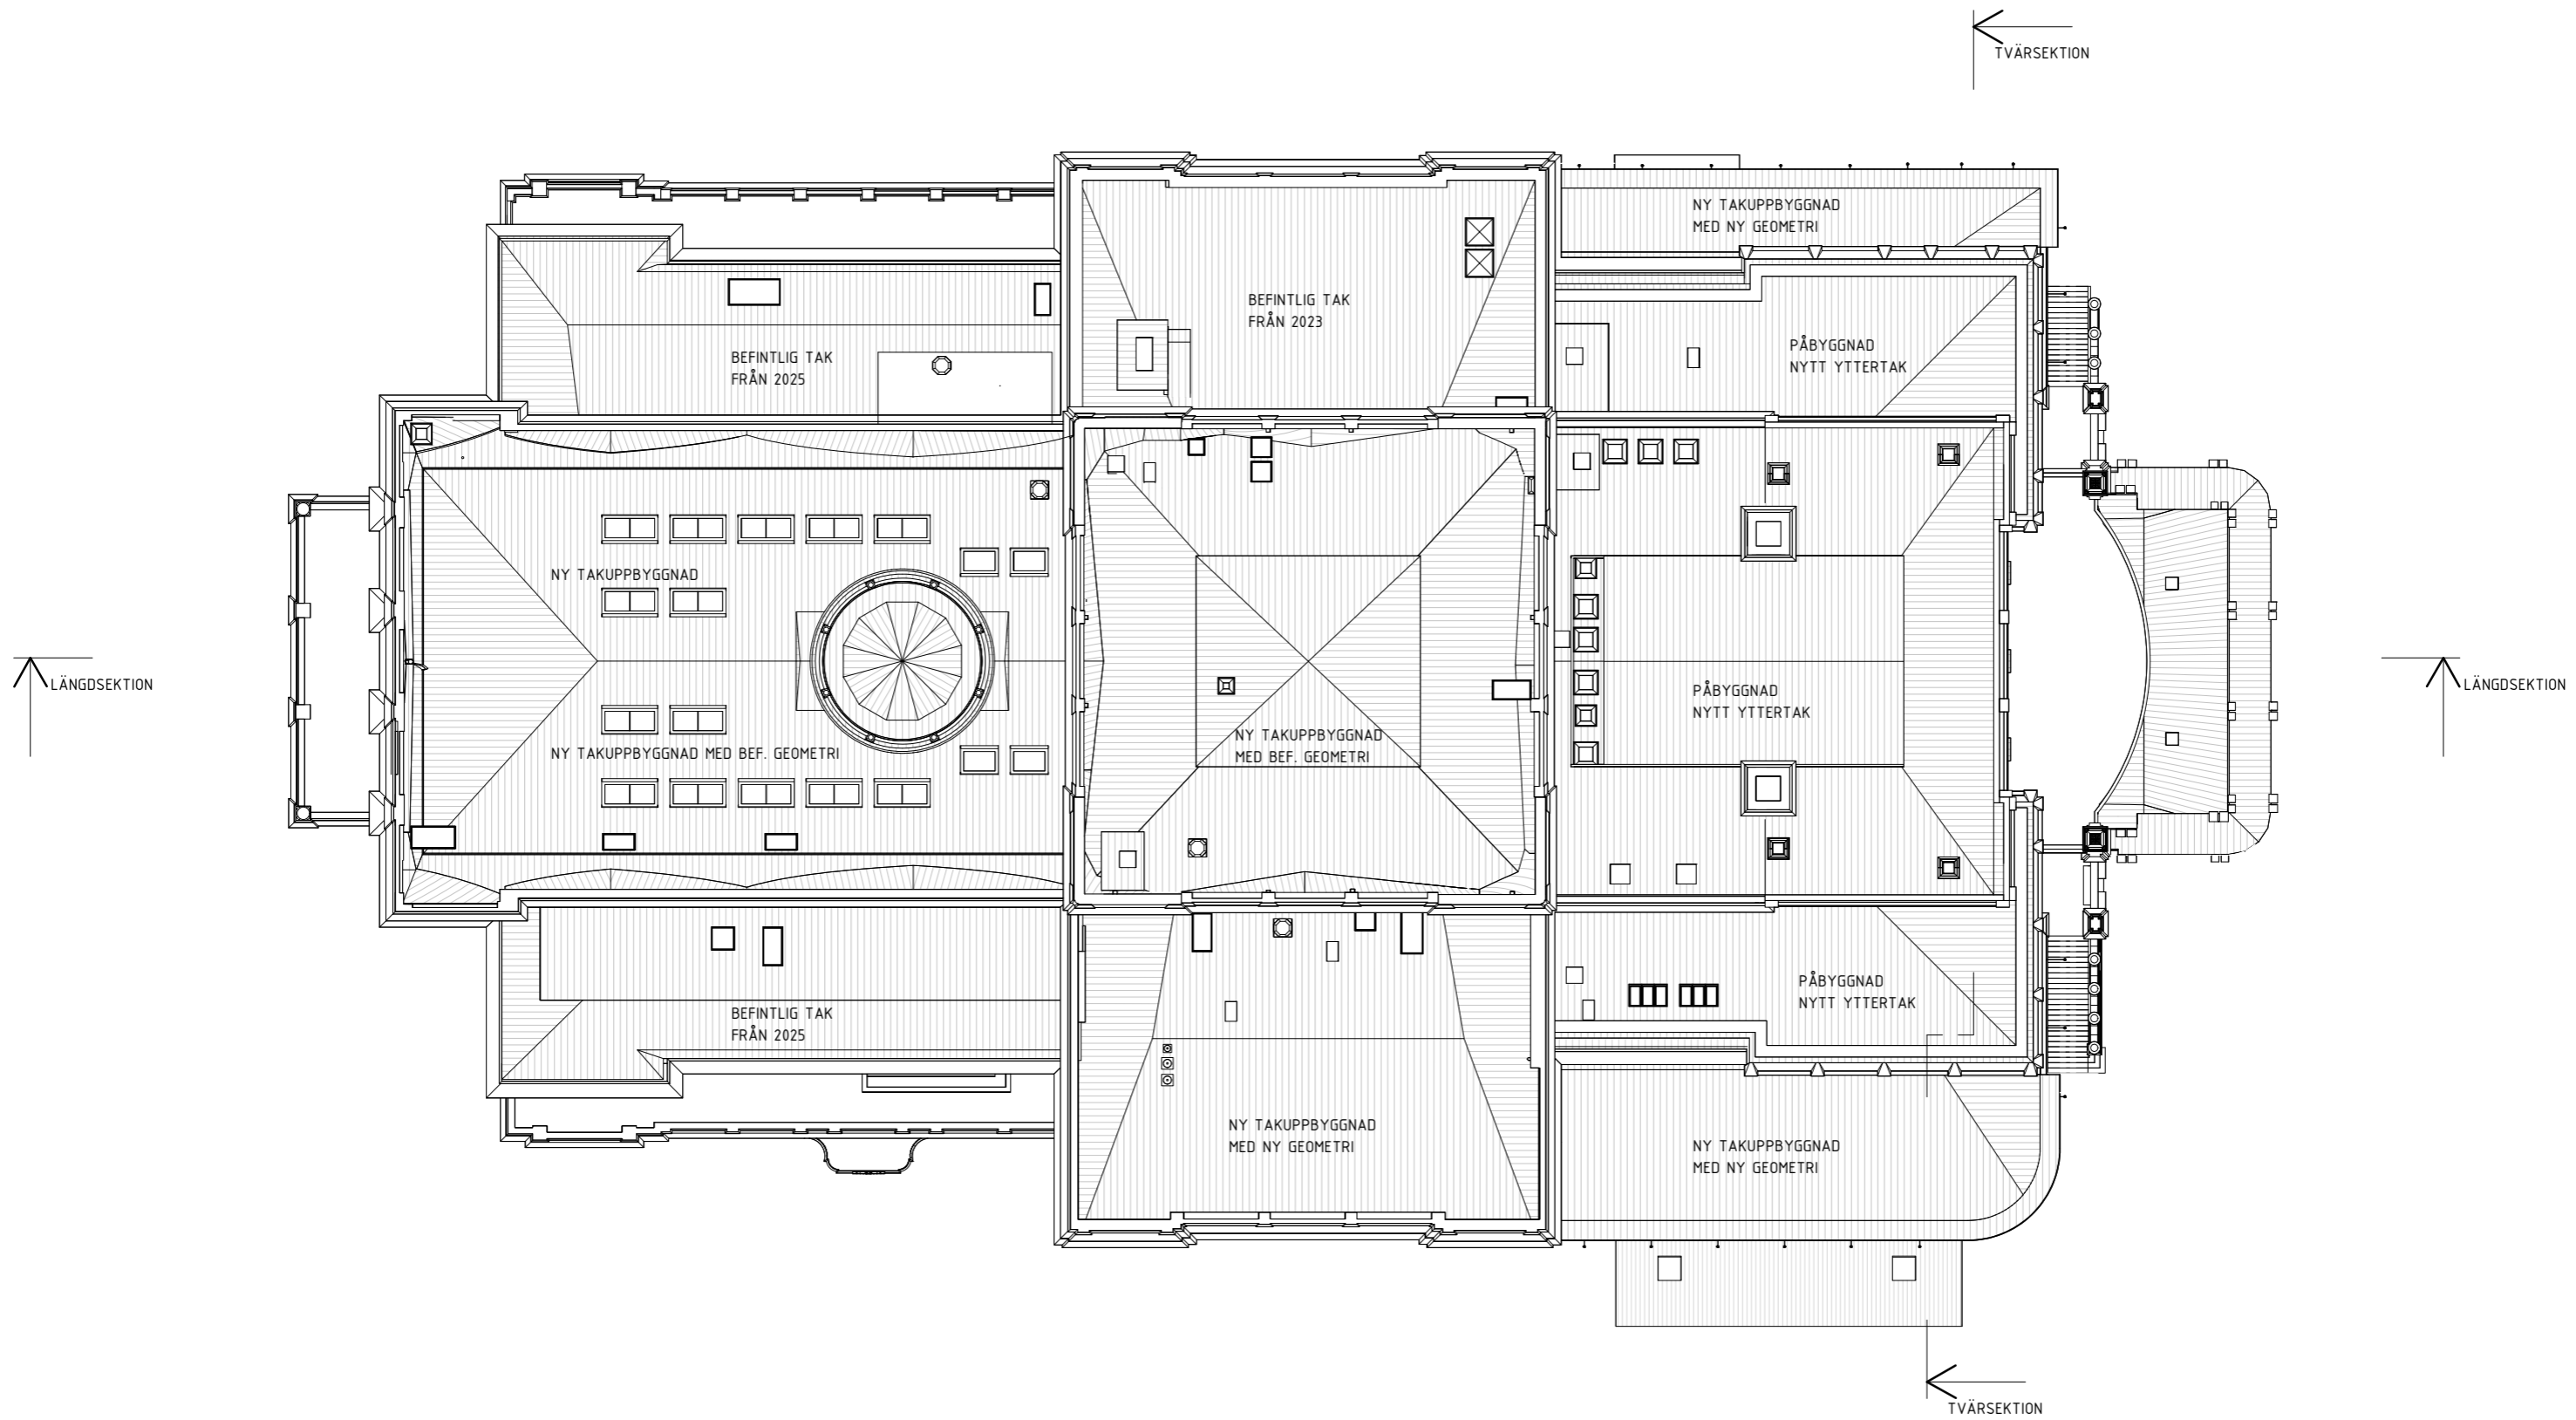 TVÄRSEKTION
NY TAKUPPBYGGNAD
MED NY GEOMETRI
BEFINTLIG TAK
FRÅN 2023
PÅBYGGNAD
NYTT YTTERTAK
BEFINTLIG TAK
FRÅN 2025
NY TAKUPPBYGGNAD
LÄNGDSEKTION
LÄNGDSEKTION
PÅBYGGNAD
NYTT YTTERTAK
NY TAKUPPBYGGNAD MED BEF. GEOMETRI
NY TAKUPPBYGGNAD
MED BEF. GEOMETRI
PÅBYGGNAD
NYTT YTTERTAK
BEFINTLIG TAK
FRÅN 2025
NY TAKUPPBYGGNAD
MED NY GEOMETRI
NY TAKUPPBYGGNAD
MED NY GEOMETRI
TVÄRSEKTION